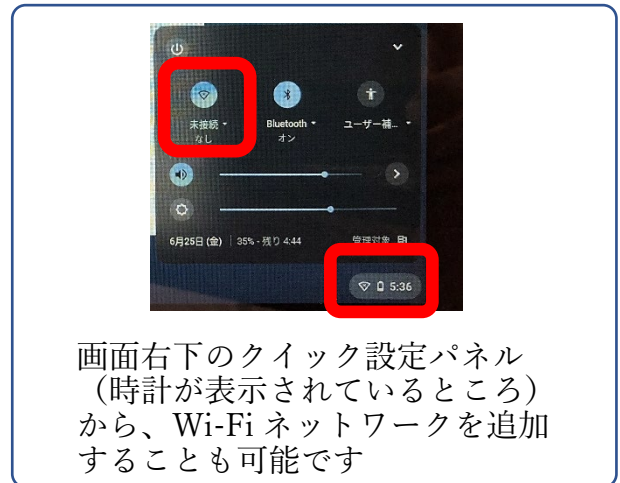 未接続
なし
Bluetooth
オン
ユーザー補...
6月25日 (金) 35% - 残り 4:44 管理対象
5:36
画面右下のクイック設定パネル
（時計が表示されているところ）
から、Wi-Fi ネットワークを追加
することも可能です